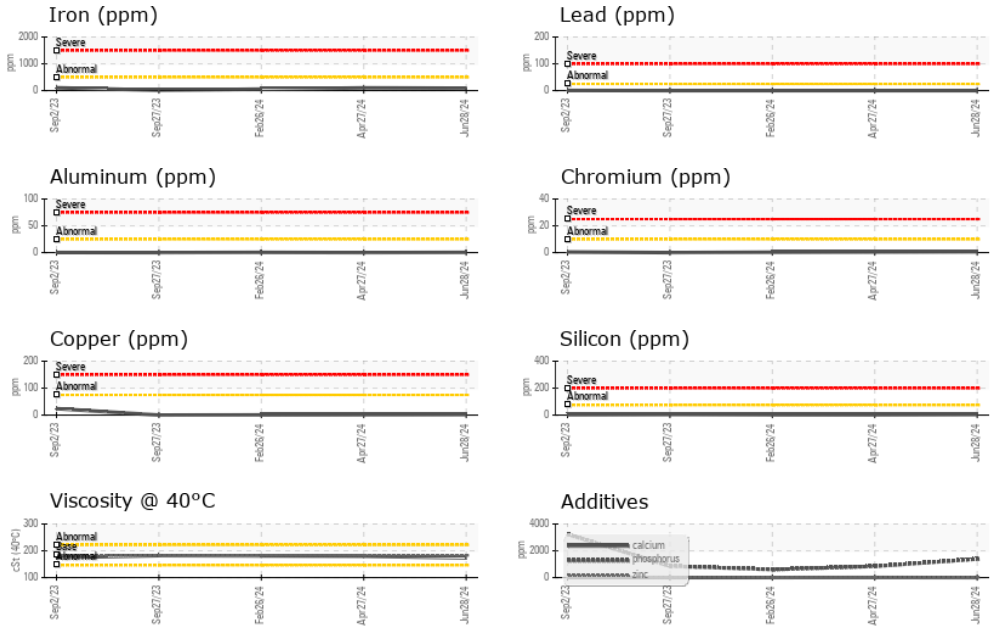 Iron (ppm)
2000
1000
0
ppm
Severe
Abnormal
Sep2/23
Sep27/23
Feb26/24
Apr27/24
Jun28/24
Lead (ppm)
200
100
0
ppm
Severe
Abnormal
Sep2/23
Sep27/23
Feb26/24
Apr27/24
Jun28/24
Aluminum (ppm)
100
50
0
ppm
Severe
Abnormal
Sep2/23
Sep27/23
Feb26/24
Apr27/24
Jun28/24
Chromium (ppm)
40
20
0
ppm
Severe
Abnormal
Sep2/23
Sep27/23
Feb26/24
Apr27/24
Jun28/24
Copper (ppm)
200
100
0
ppm
Severe
Abnormal
Sep2/23
Sep27/23
Feb26/24
Apr27/24
Jun28/24
Silicon (ppm)
400
200
0
ppm
Severe
Abnormal
Sep2/23
Sep27/23
Feb26/24
Apr27/24
Jun28/24
Viscosity @ 40°C
300
200
100
cSt (40°C)
Abnormal
Base
Abnormal
Sep2/23
Sep27/23
Feb26/24
Apr27/24
Jun28/24
Additives
4000
2000
0
ppm
calcium
phosphorus
zinc
Sep2/23
Sep27/23
Feb26/24
Apr27/24
Jun28/24